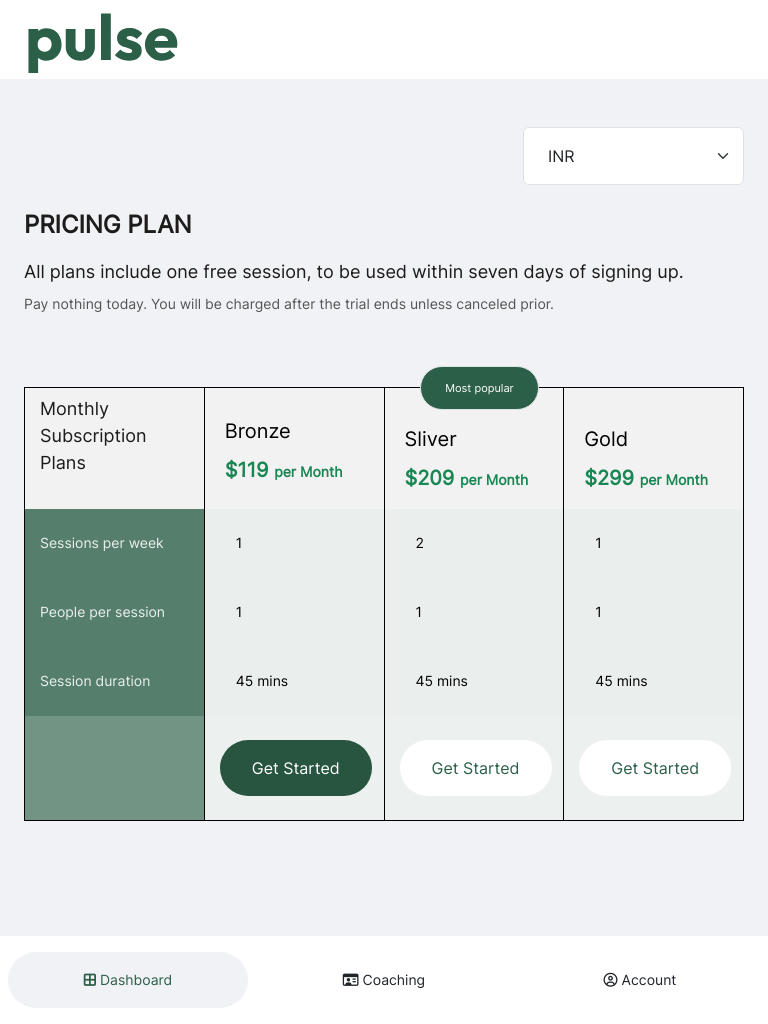 pulse
INR
PRICING PLAN
All plans include one free session, to be used within seven days of signing up.
Pay nothing today. You will be charged after the trial ends unless canceled prior.
Most popular
Monthly
Subscription
Plans
Bronze
$119 per Month
Sliver
$209 per Month
Gold
$299 per Month
Sessions per week 1 2 1
People per session 1 1 1
Session duration 45 mins 45 mins 45 mins
Get Started Get Started Get Started
Dashboard Coaching Account